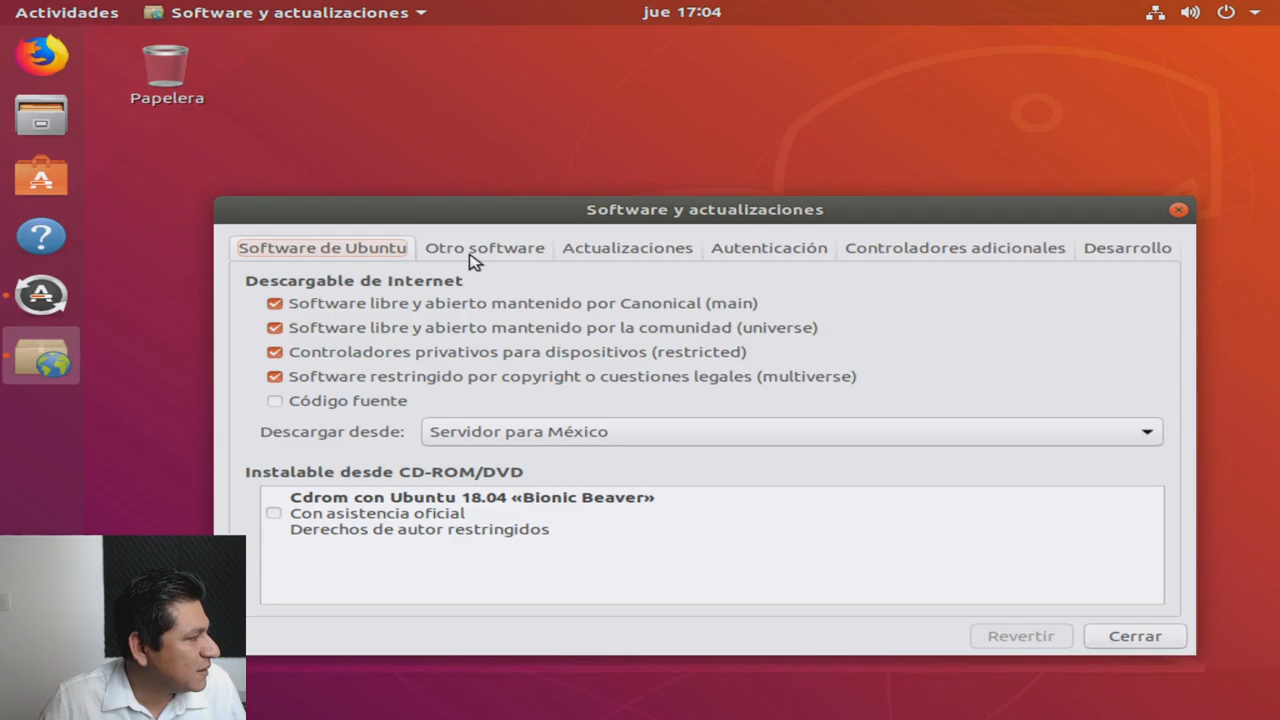 Actividades
Software y actualizaciones
jue 17:04
Papelera
Software y actualizaciones
Software de Ubuntu
Otro software
Actualizaciones
Autenticación
Controladores adicionales
Desarrollo
Descargable de Internet
Software libre y abierto mantenido por Canonical (main)
Software libre y abierto mantenido por la comunidad (universe)
Controladores privativos para dispositivos (restricted)
Software restringido por copyright o cuestiones legales (multiverse)
Código fuente
Descargar desde:
Servidor para México
Instalable desde CD-ROM/DVD
Cdrom con Ubuntu 18.04 «Bionic Beaver»
Con asistencia oficial
Derechos de autor restringidos
Revertir
Cerrar